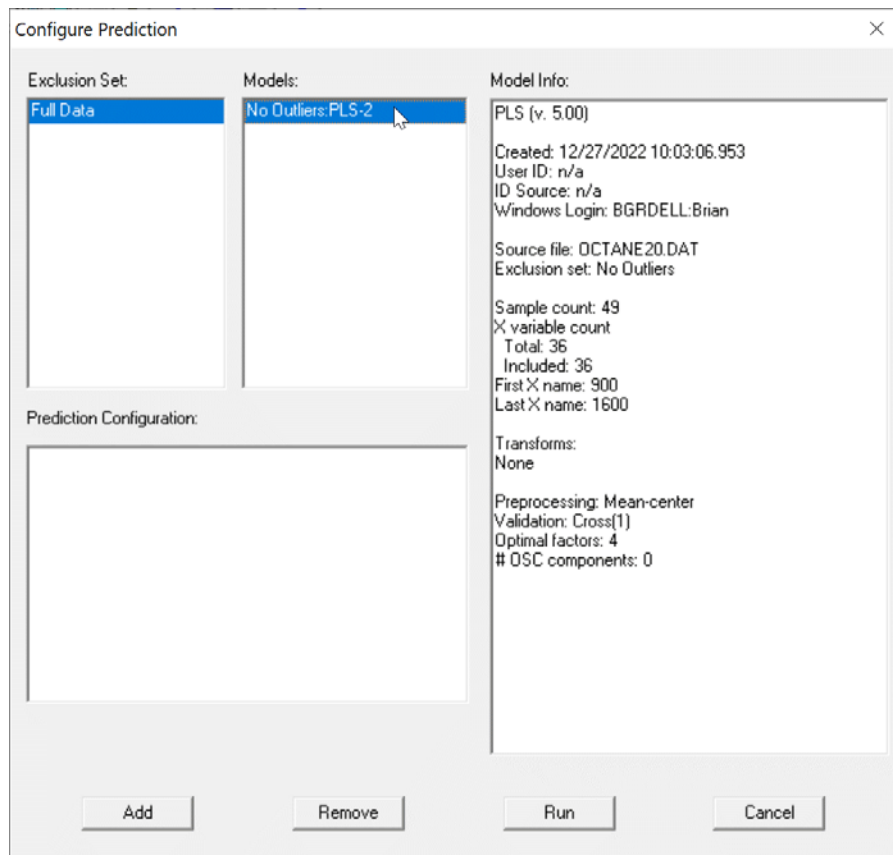 Configure Prediction
Exclusion Set:
Full Data
Models:
No Outliers:PLS-2
Model Info:
PLS (v. 5.00)
Created: 12/27/2022 10:03:06.953
User ID: n/a
ID Source: n/a
Windows Login: BGRDELL:Brian
Source file: OCTANE20.DAT
Exclusion set: No Outliers
Sample count: 49
X variable count
Total: 36
Included: 36
First X name: 900
Last X name: 1600
Transforms:
None
Preprocessing: Mean-center
Validation: Cross(1)
Optimal factors: 4
# OSC components: 0
Prediction Configuration:
Add
Remove
Run
Cancel